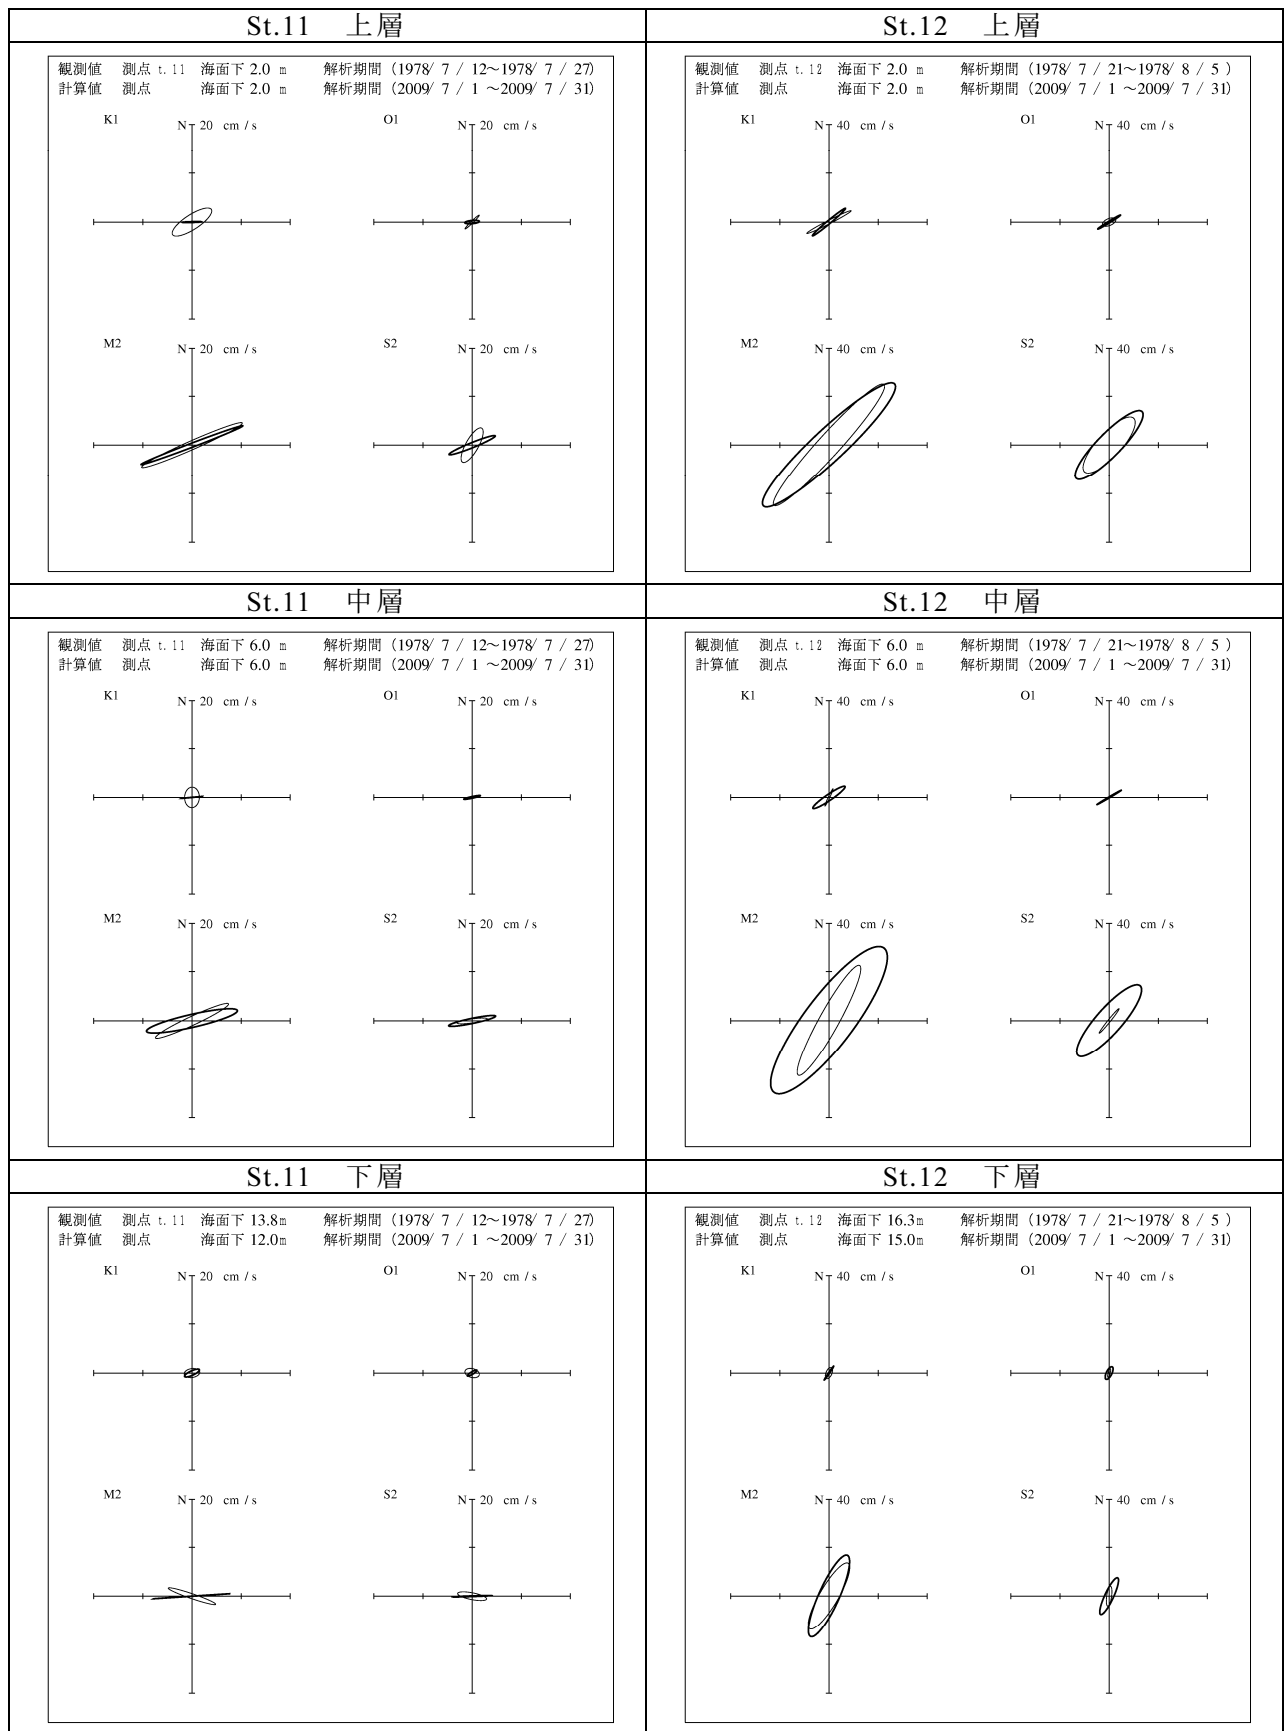 St.11 上層
観測値 測点 t.11 海面下 2.0 m 解析期間 (1978/ 7 / 12～1978/ 7 / 27)
計算値 測点 海面下 2.0 m 解析期間 (2009/ 7 / 1 ～2009/ 7 / 31)
K1 N 20 cm / s O1 N 20 cm / s
M2 N 20 cm / s S2 N 20 cm / s
St.12 上層
観測値 測点 t.12 海面下 2.0 m 解析期間 (1978/ 7 / 21～1978/ 8 / 5 )
計算値 測点 海面下 2.0 m 解析期間 (2009/ 7 / 1 ～2009/ 7 / 31)
K1 N 40 cm / s O1 N 40 cm / s
M2 N 40 cm / s S2 N 40 cm / s
St.11 中層
観測値 測点 t.11 海面下 6.0 m 解析期間 (1978/ 7 / 12～1978/ 7 / 27)
計算値 測点 海面下 6.0 m 解析期間 (2009/ 7 / 1 ～2009/ 7 / 31)
K1 N 20 cm / s O1 N 20 cm / s
M2 N 20 cm / s S2 N 20 cm / s
St.12 中層
観測値 測点 t.12 海面下 6.0 m 解析期間 (1978/ 7 / 21～1978/ 8 / 5 )
計算値 測点 海面下 6.0 m 解析期間 (2009/ 7 / 1 ～2009/ 7 / 31)
K1 N 40 cm / s O1 N 40 cm / s
M2 N 40 cm / s S2 N 40 cm / s
St.11 下層
観測値 測点 t.11 海面下 13.8m 解析期間 (1978/ 7 / 12～1978/ 7 / 27)
計算値 測点 海面下 12.0m 解析期間 (2009/ 7 / 1 ～2009/ 7 / 31)
K1 N 20 cm / s O1 N 20 cm / s
M2 N 20 cm / s S2 N 20 cm / s
St.12 下層
観測値 測点 t.12 海面下 16.3m 解析期間 (1978/ 7 / 21～1978/ 8 / 5 )
計算値 測点 海面下 15.0m 解析期間 (2009/ 7 / 1 ～2009/ 7 / 31)
K1 N 40 cm / s O1 N 40 cm / s
M2 N 40 cm / s S2 N 40 cm / s